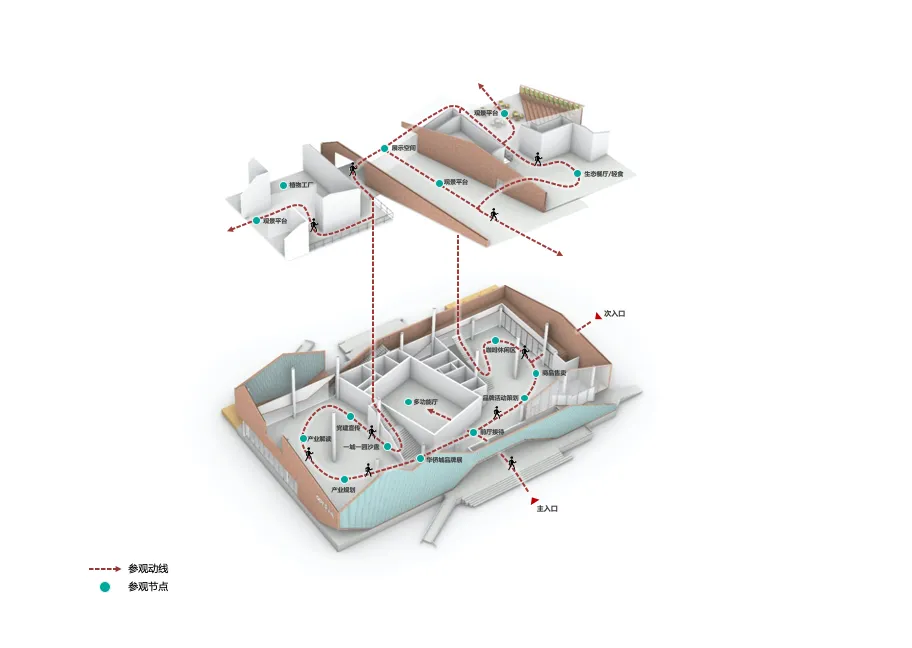 观景平台
展示空间
生态餐厅/轻食
观景平台
植物工厂
观景平台
次入口
咖啡休闲区
商品售卖
品牌活动策划
多功能厅
党建宣传
前厅接待
产业解读
一城一园沙盘
华侨城品牌展
产业规划
主入口
参观动线
参观节点